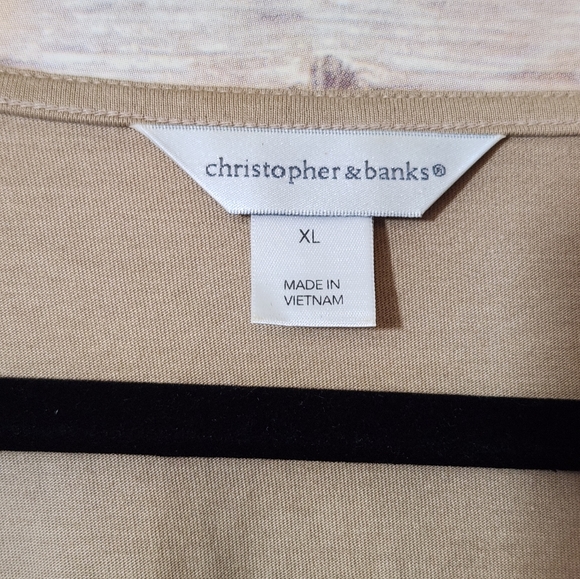 christopher & banks®
XL
MADE IN
VIETNAM